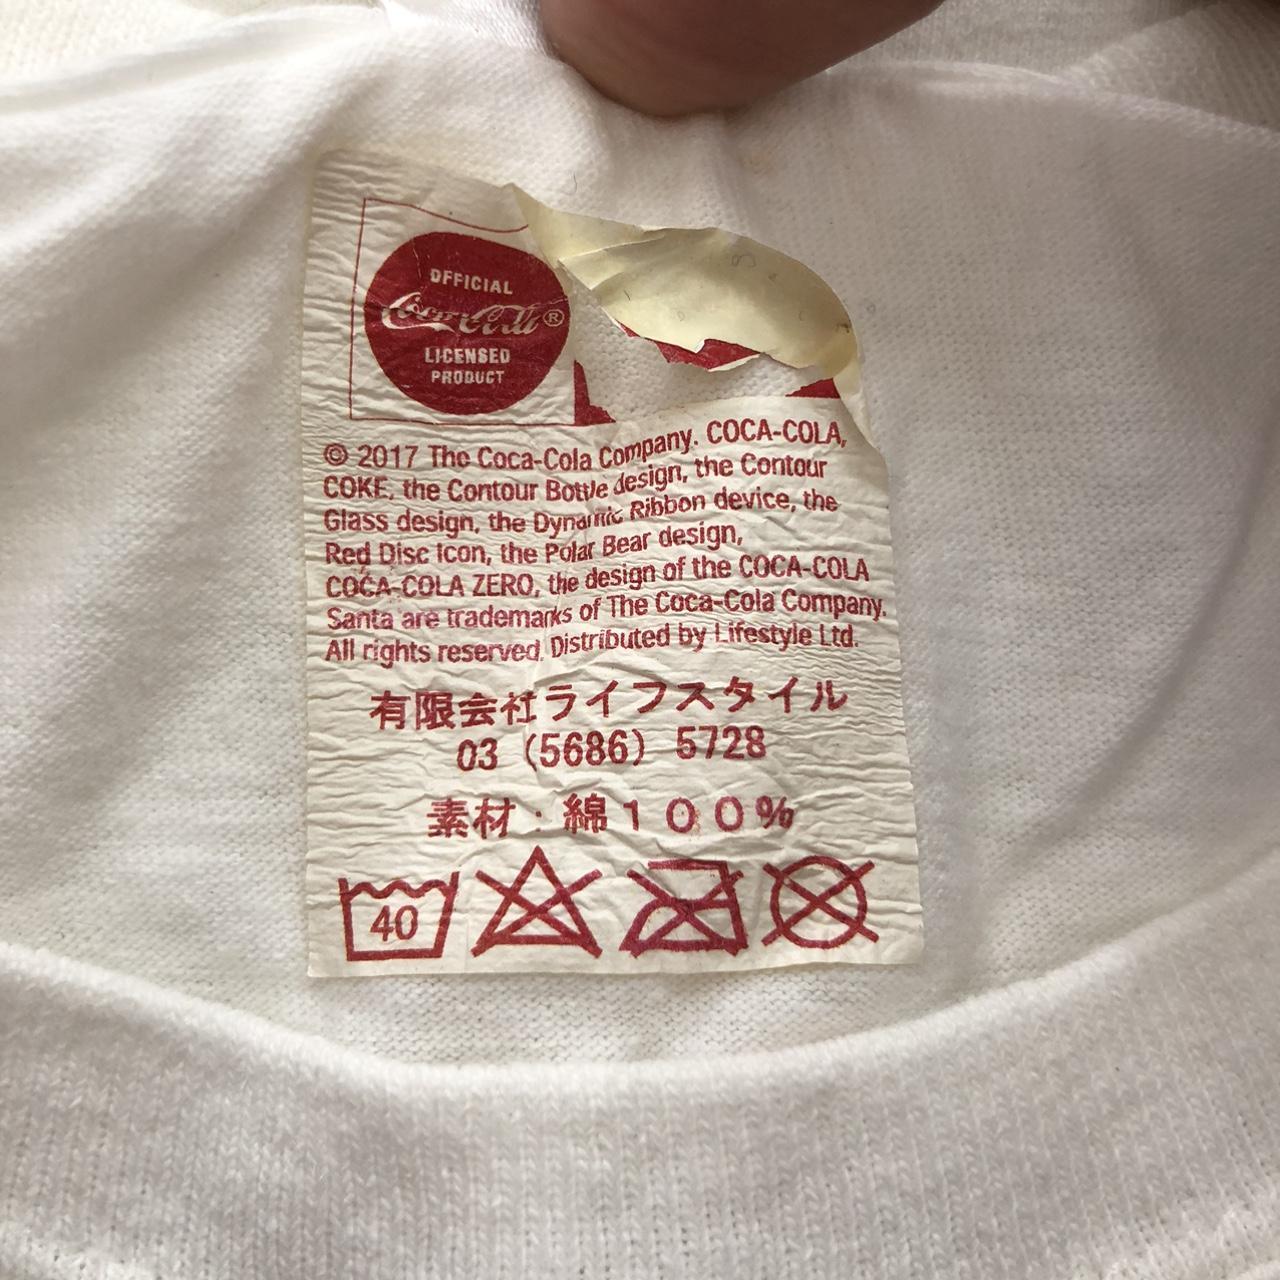 OFFICIAL
Coca-Cola®
LICENSED
PRODUCT
© 2017 The Coca-Cola Company. COCA-COLA,
COKE, the Contour Bottle design, the Contour
Glass design, the Dynamic Ribbon device, the
Red Disc Icon, the Polar Bear design,
COCA-COLA ZERO, the design of the COCA-COLA
Santa are trademarks of The Coca-Cola Company.
All rights reserved. Distributed by Lifestyle Ltd.
有限会社ライフスタイル
03 (5686) 5728
素材:綿100%
40